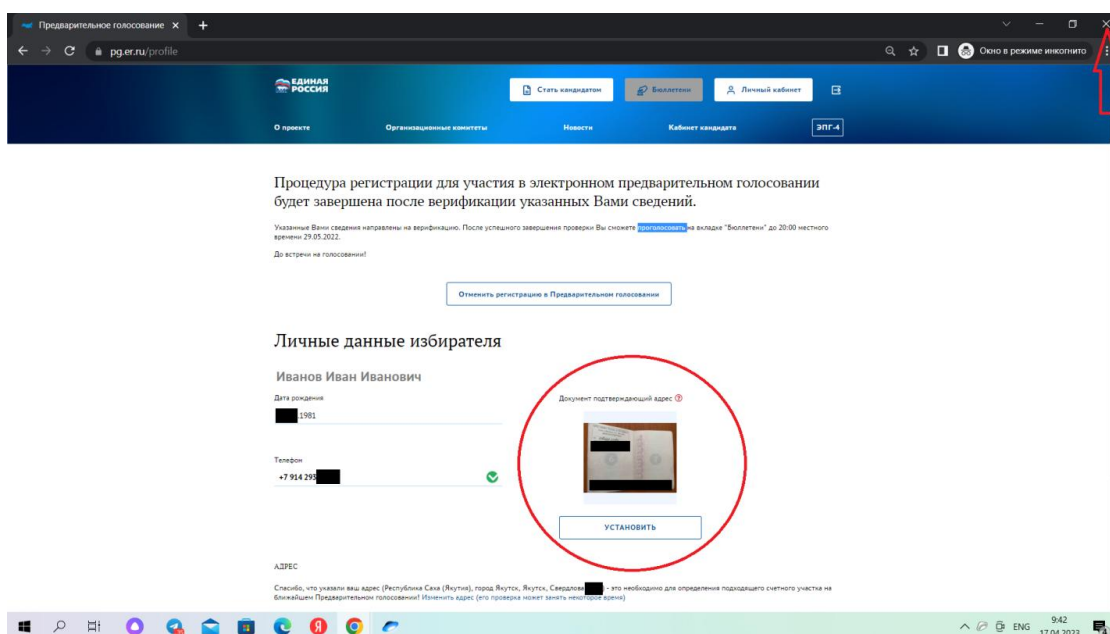 Предварительное голосование
pg.er.ru/profile
Окно в режиме инкогнито
ЕДИНАЯ
РОССИЯ
Стать кандидатом
Бюллетени
Личный кабинет
О проекте
Организационные комитеты
Новости
Кабинет кандидата
ЭПГ-4
Процедура регистрации для участия в электронном предварительном голосовании
будет завершена после верификации указанных Вами сведений.
Указанные Вами сведения направлены на верификацию. После успешного завершения проверки Вы сможете проголосовать на вкладке "Бюллетени" до 20:00 местного
времени 29.05.2022.
До встречи на голосовании!
Отменить регистрацию в Предварительном голосовании
Личные данные избирателя
Иванов Иван Иванович
Дата рождения
.1981
Документ подтверждающий адрес
Телефон
+7 914 293
УСТАНОВИТЬ
АДРЕС
Спасибо, что указали ваш адрес (Республика Саха (Якутия), город Якутск, Якутск, Свердлова ) - это необходимо для определения подходящего счетного участка на
ближайшем Предварительном голосовании! Изменить адрес (его проверка может занять некоторое время)
ENG
9:42
17.04.2023